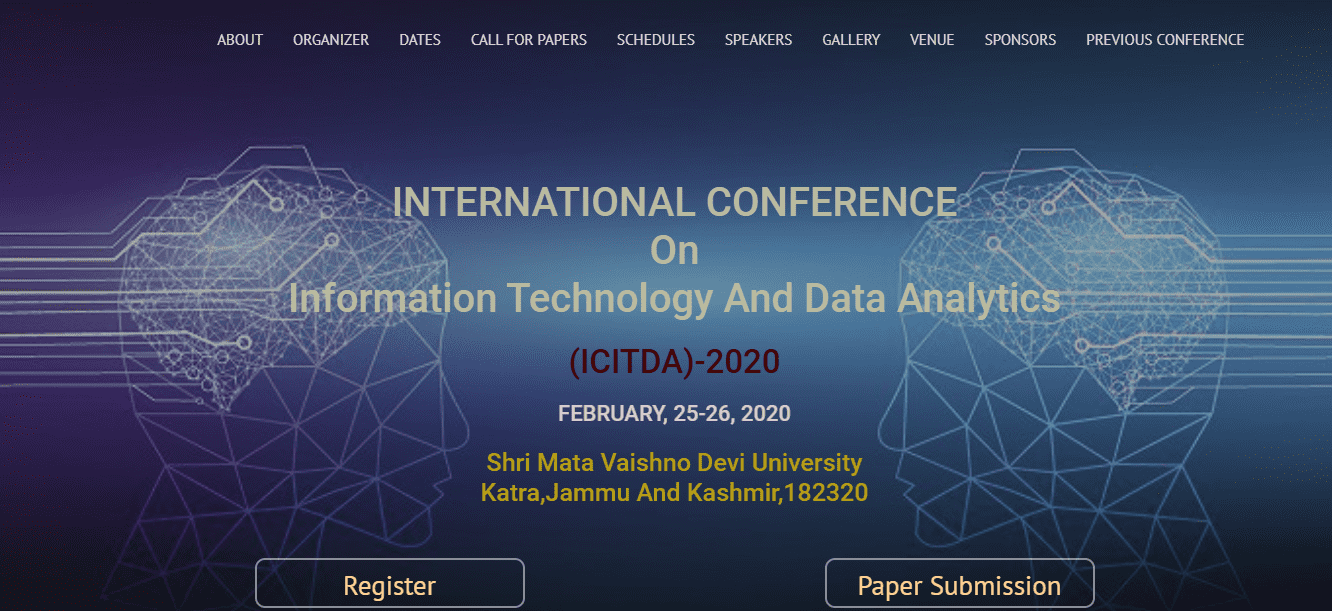 ABOUT ORGANIZER DATES CALL FOR PAPERS SCHEDULES SPEAKERS GALLERY VENUE SPONSORS PREVIOUS CONFERENCE
INTERNATIONAL CONFERENCE
On
Information Technology And Data Analytics
(ICITDA)-2020
FEBRUARY, 25-26, 2020
Shri Mata Vaishno Devi University
Katra,Jammu And Kashmir,182320
Register Paper Submission